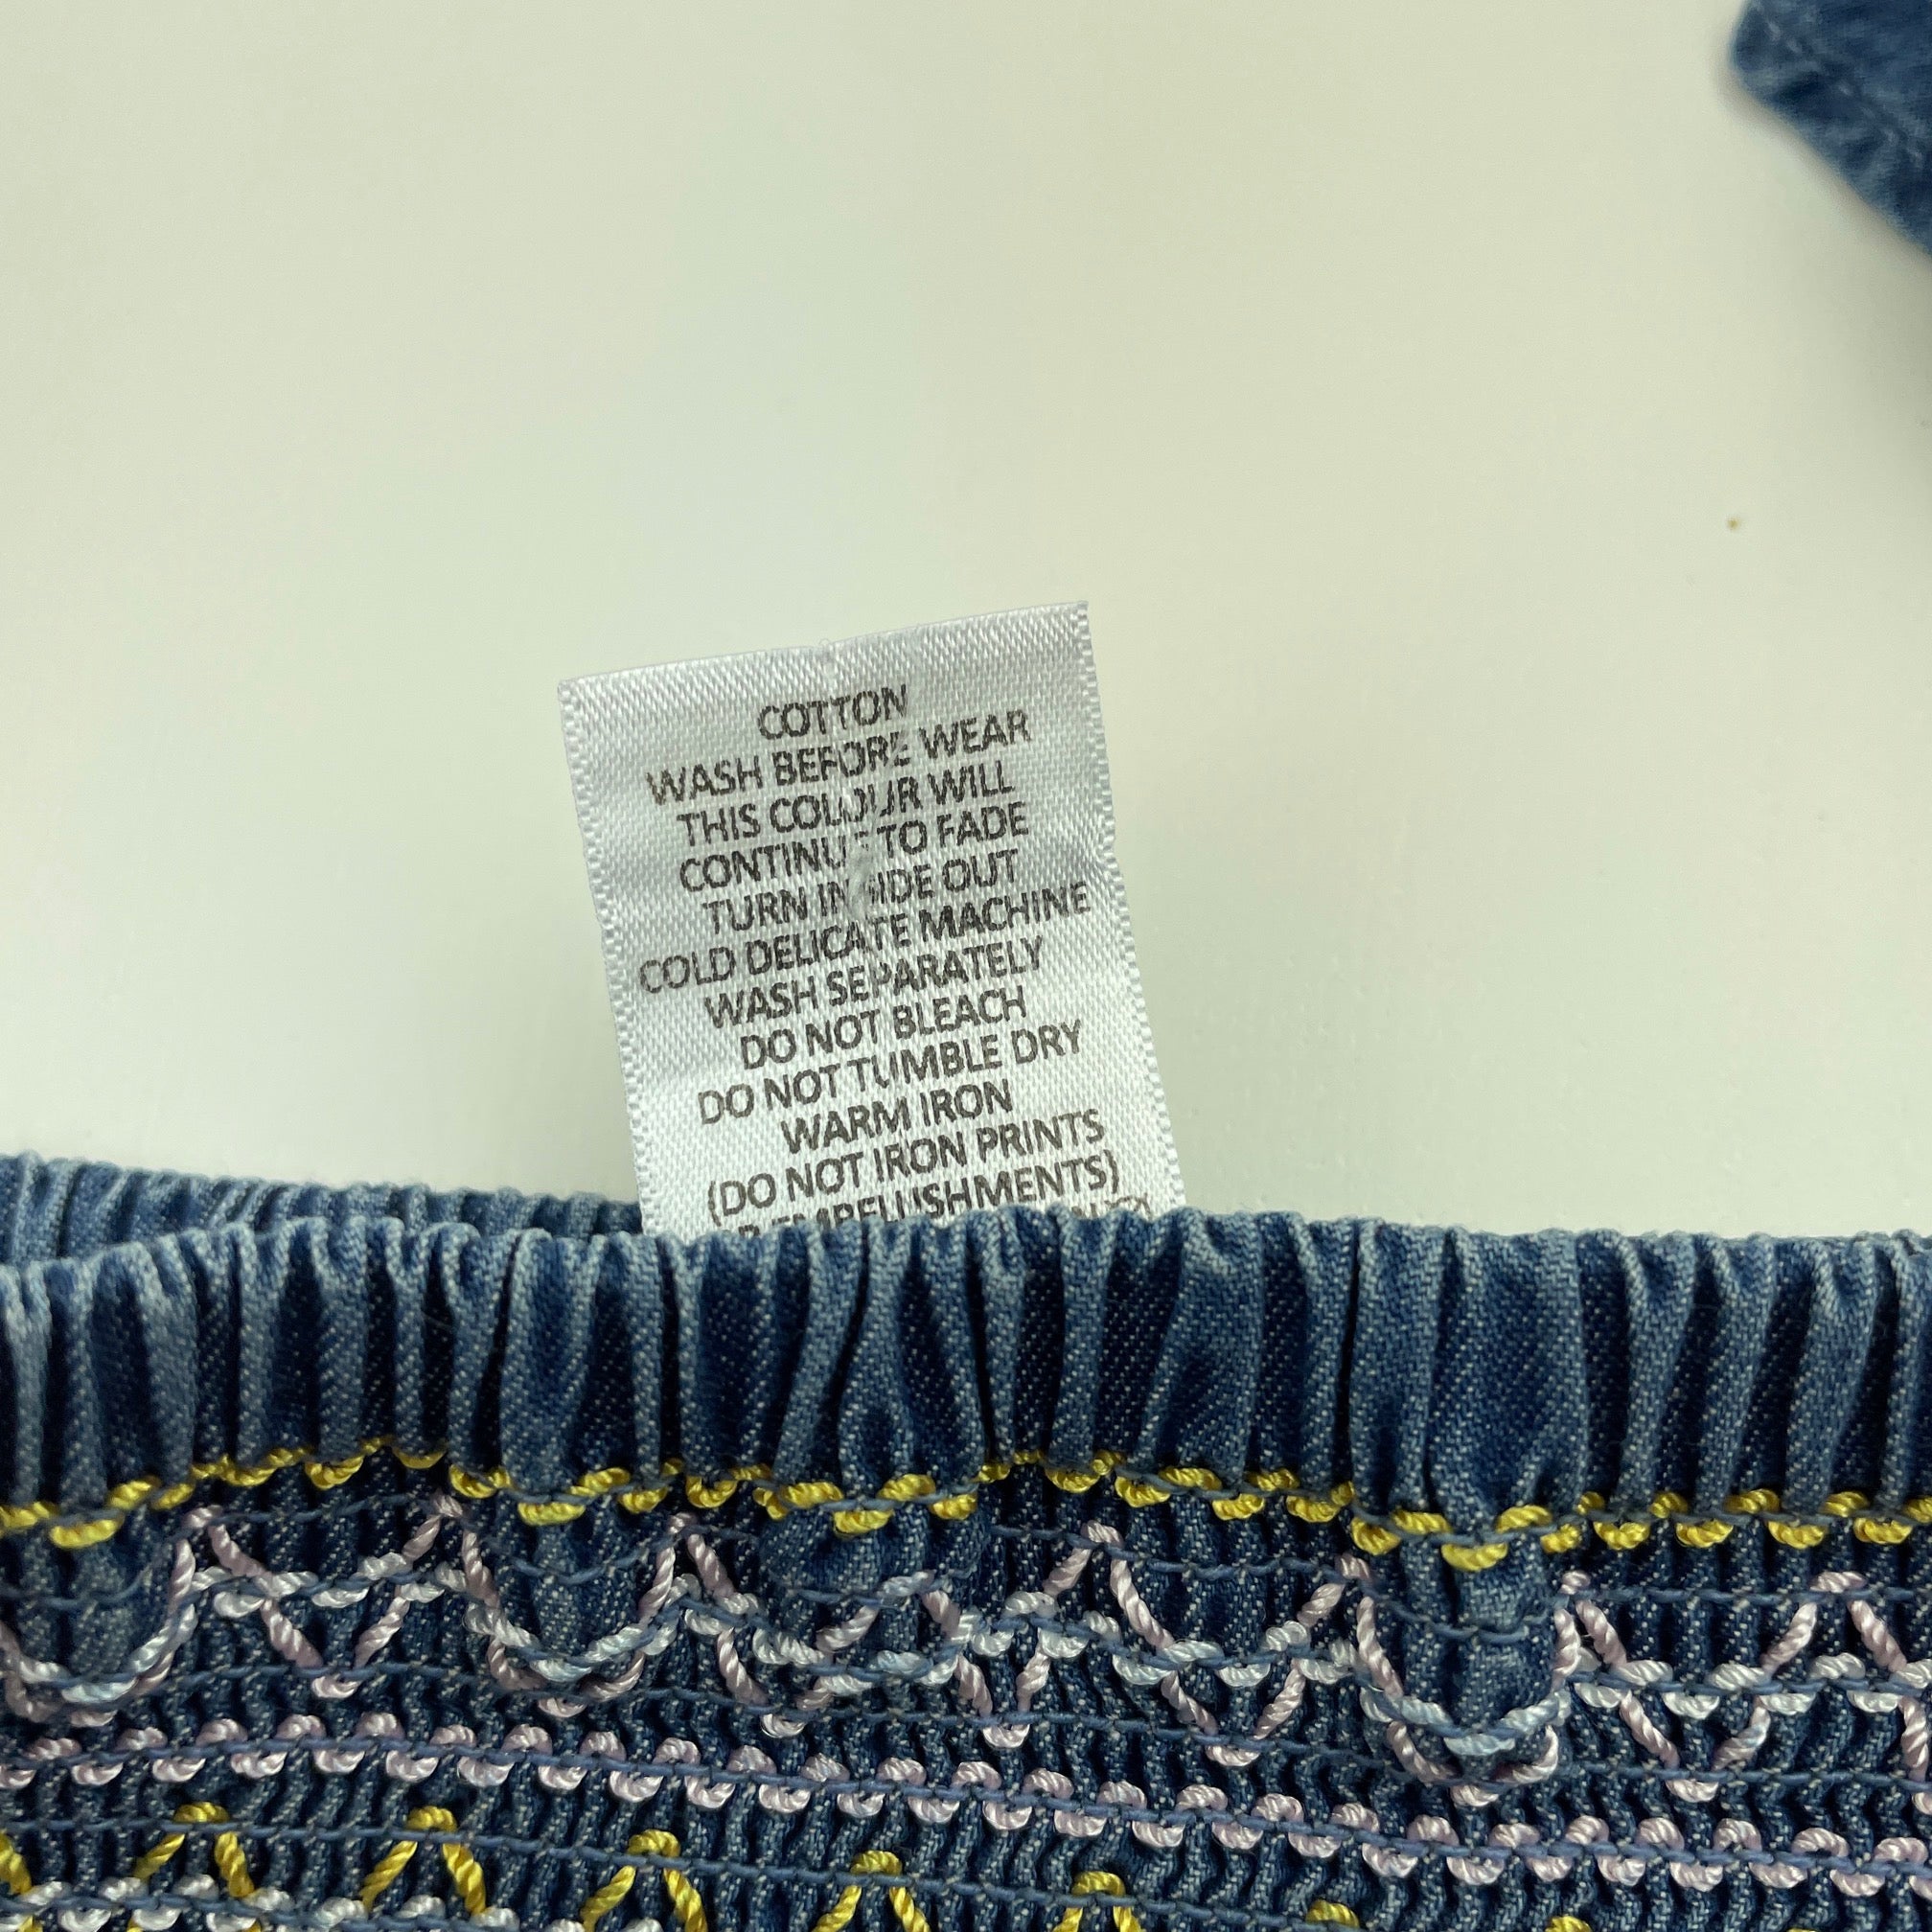 COTTON
WASH BEFORE WEAR
THIS COLOUR WILL
CONTINUE TO FADE
TURN INSIDE OUT
COLD DELICATE MACHINE
WASH SEPARATELY
DO NOT BLEACH
DO NOT TUMBLE DRY
WARM IRON
(DO NOT IRON PRINTS
EMBELLISHMENTS)